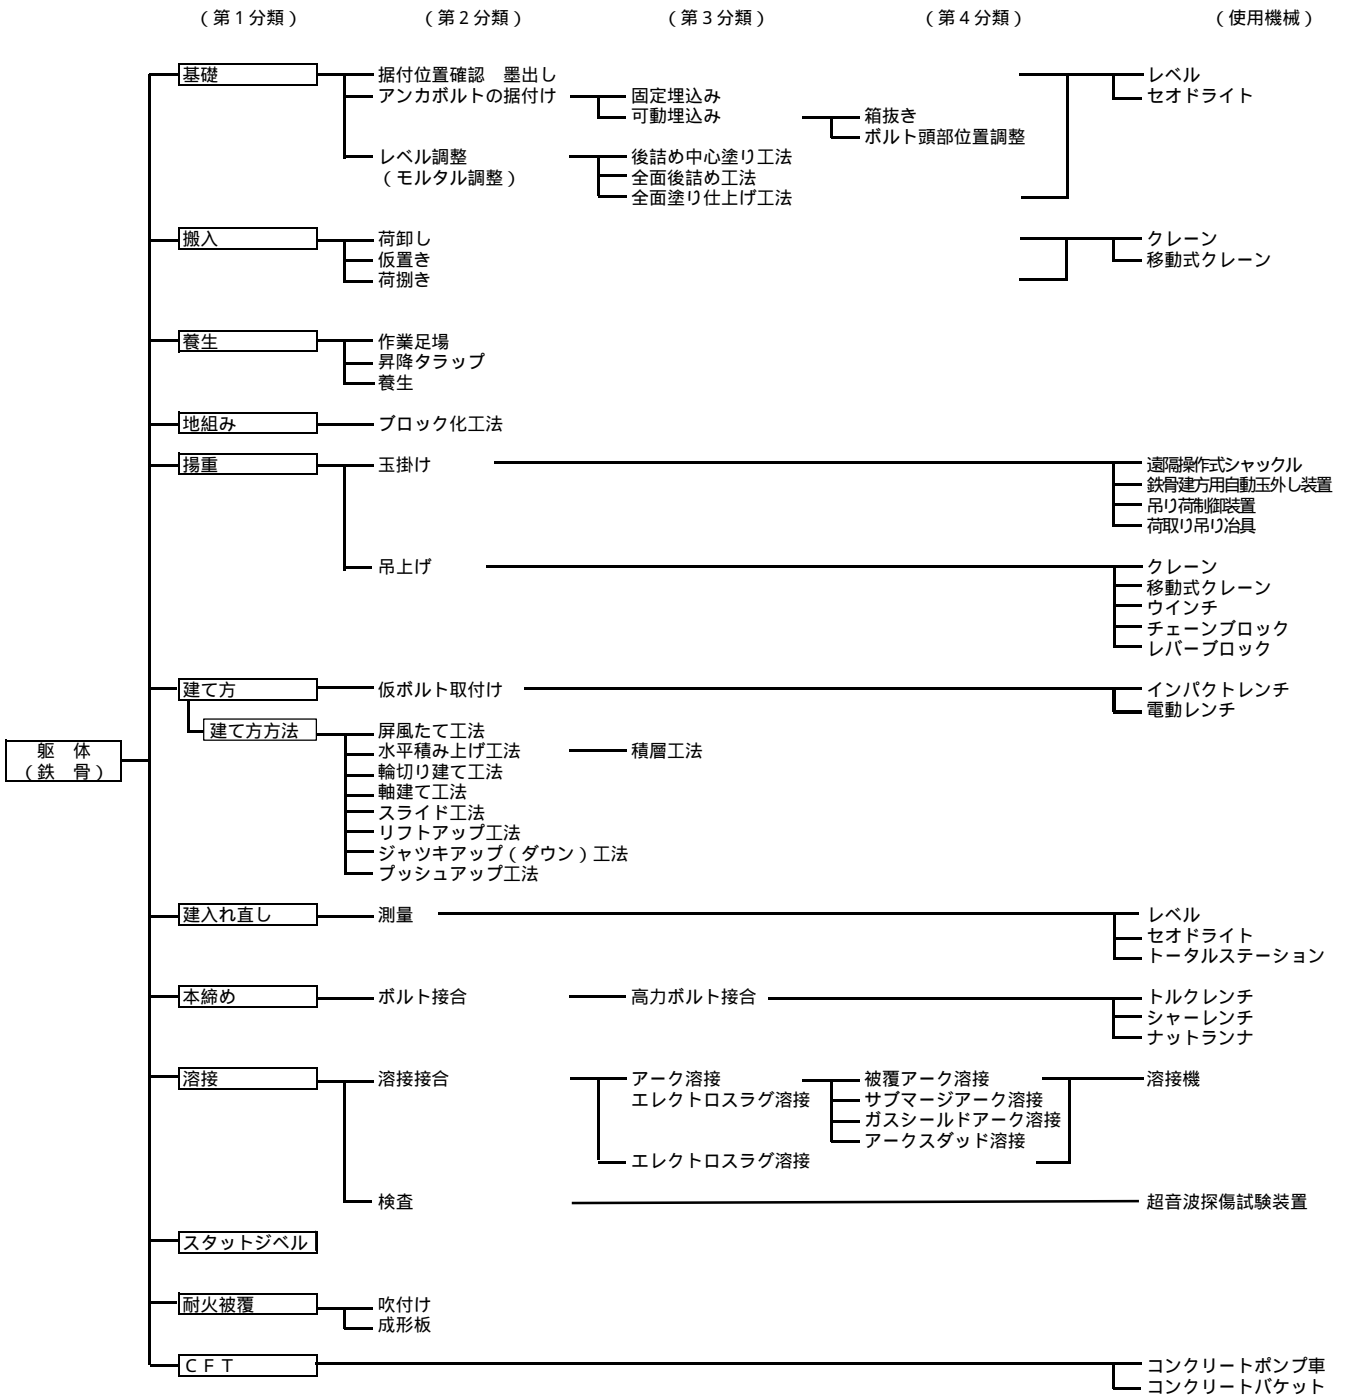 （第１分類） （第２分類） （第３分類） （第４分類） （使用機械）
基礎 据付位置確認　墨出し レベル
アンカボルトの据付け 固定埋込み セオドライト
可動埋込み 箱抜き
ボルト頭部位置調整
レベル調整 後詰め中心塗り工法
（モルタル調整） 全面後詰め工法
全面塗り仕上げ工法
搬入 荷卸し クレーン
仮置き 移動式クレーン
荷捌き
養生 作業足場
昇降タラップ
養生
地組み ブロック化工法
揚重 玉掛け 遠隔操作式シャックル
鉄骨建方用自動玉外し装置
吊り荷制御装置
荷取り吊り冶具
吊上げ クレーン
移動式クレーン
ウインチ
チェーンブロック
レバーブロック
建て方 仮ボルト取付け インパクトレンチ
電動レンチ
建て方方法 屏風たて工法
躯　体 水平積み上げ工法 積層工法
（鉄　骨） 輪切り建て工法
軸建て工法
スライド工法
リフトアップ工法
ジャツキアップ（ダウン）工法
プッシュアップ工法
建入れ直し 測量 レベル
セオドライト
トータルステーション
本締め ボルト接合 高力ボルト接合 トルクレンチ
シャーレンチ
ナットランナ
溶接 溶接接合 アーク溶接 被覆アーク溶接 溶接機
エレクトロスラグ溶接 サブマージアーク溶接
ガスシールドアーク溶接
アークスダッド溶接
エレクトロスラグ溶接
検査 超音波探傷試験装置
スタットジベル
耐火被覆 吹付け
成形板
ＣＦＴ コンクリートポンプ車
コンクリートバケット